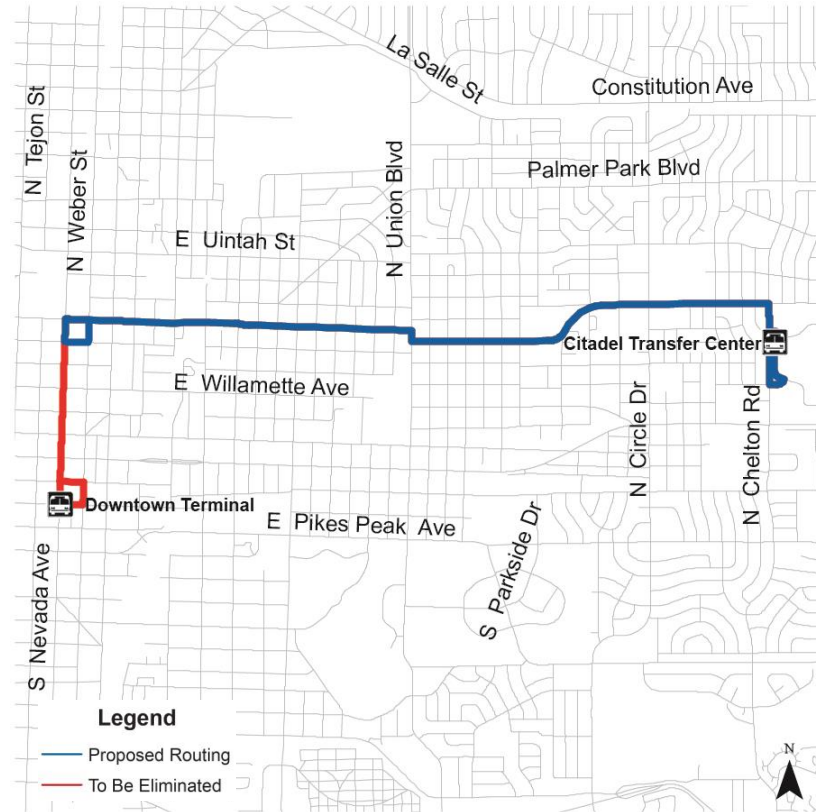 La Salle St
Constitution Ave
N Tejon St
N Weber St
N Union Blvd
Palmer Park Blvd
E Uintah St
Citadel Transfer Center
E Willamette Ave
N Circle Dr
N Chelton Rd
Downtown Terminal
E Pikes Peak Ave
S Parkside Dr
S Nevada Ave
Legend
Proposed Routing
To Be Eliminated
N